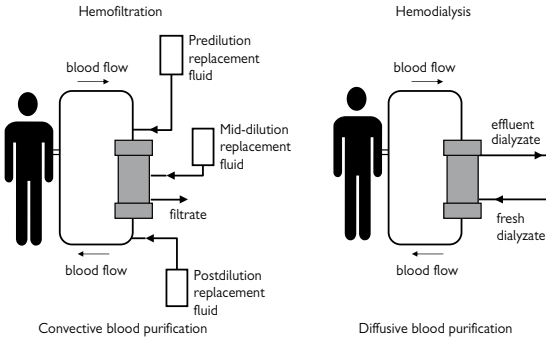 Hemofiltration
Predilution
replacement
fluid
blood flow
Mid-dilution
replacement
fluid
filtrate
blood flow
Postdilution
replacement
fluid
Convective blood purification
Hemodialysis
blood flow
effluent
dialyzate
fresh
dialyzate
blood flow
Diffusive blood purification